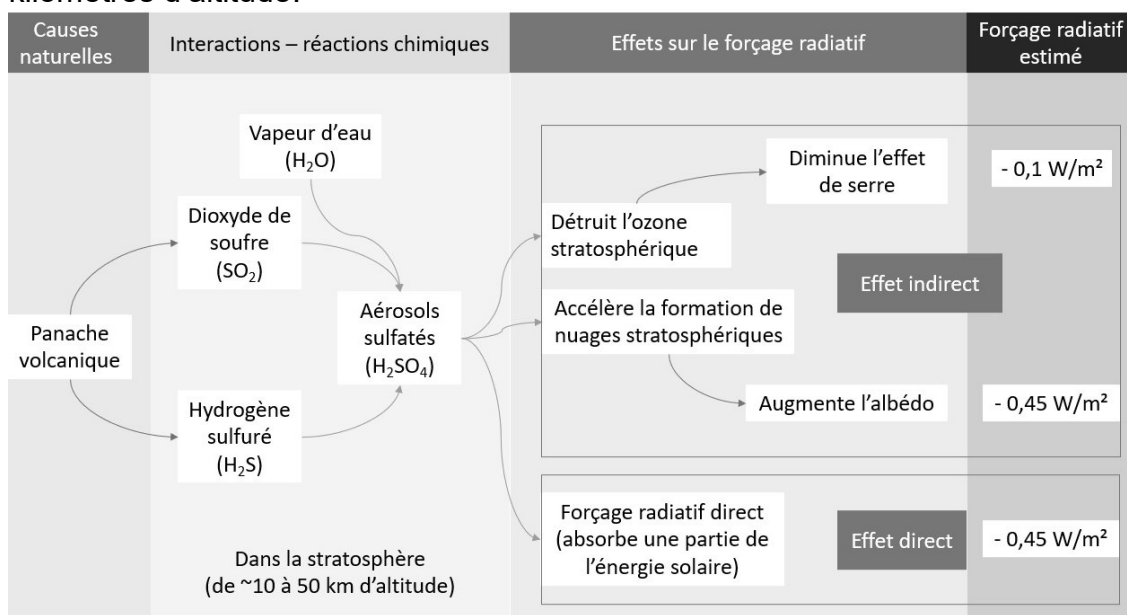 kilomètres d'altitude.
Causes
naturelles
Interactions – réactions chimiques
Effets sur le forçage radiatif
Forçage radiatif
estimé
Vapeur d'eau
(H₂O)
Dioxyde de
soufre
(SO₂)
Panache
volcanique
Hydrogène
sulfuré
(H₂S)
Aérosols
sulfatés
(H₂SO₄)
Dans la stratosphère
(de ~10 à 50 km d'altitude)
Diminue l'effet
de serre
- 0,1 W/m²
Détruit l'ozone
stratosphérique
Effet indirect
Accélère la formation de
nuages stratosphériques
Augmente l'albédo
- 0,45 W/m²
Forçage radiatif direct
(absorbe une partie de
l'énergie solaire)
Effet direct
- 0,45 W/m²